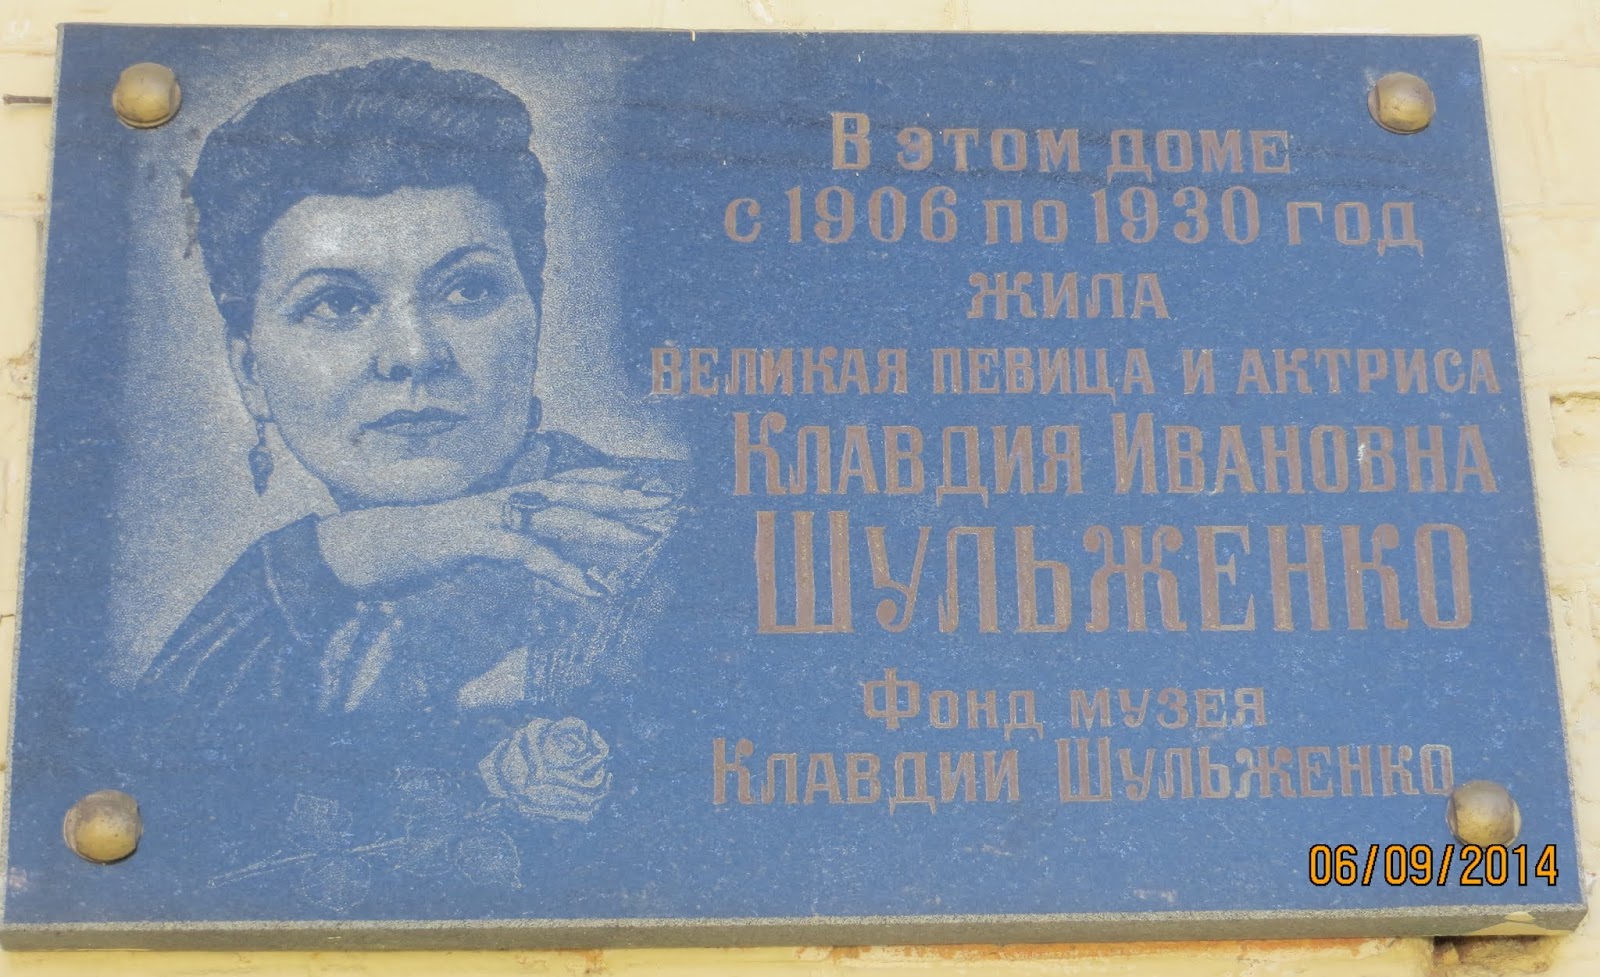 В этом доме
с 1906 по 1930 год
жила
великая певица и актриса
Клавдия Ивановна
Шульженко
Фонд музея
Клавдии Шульженко
06/09/2014